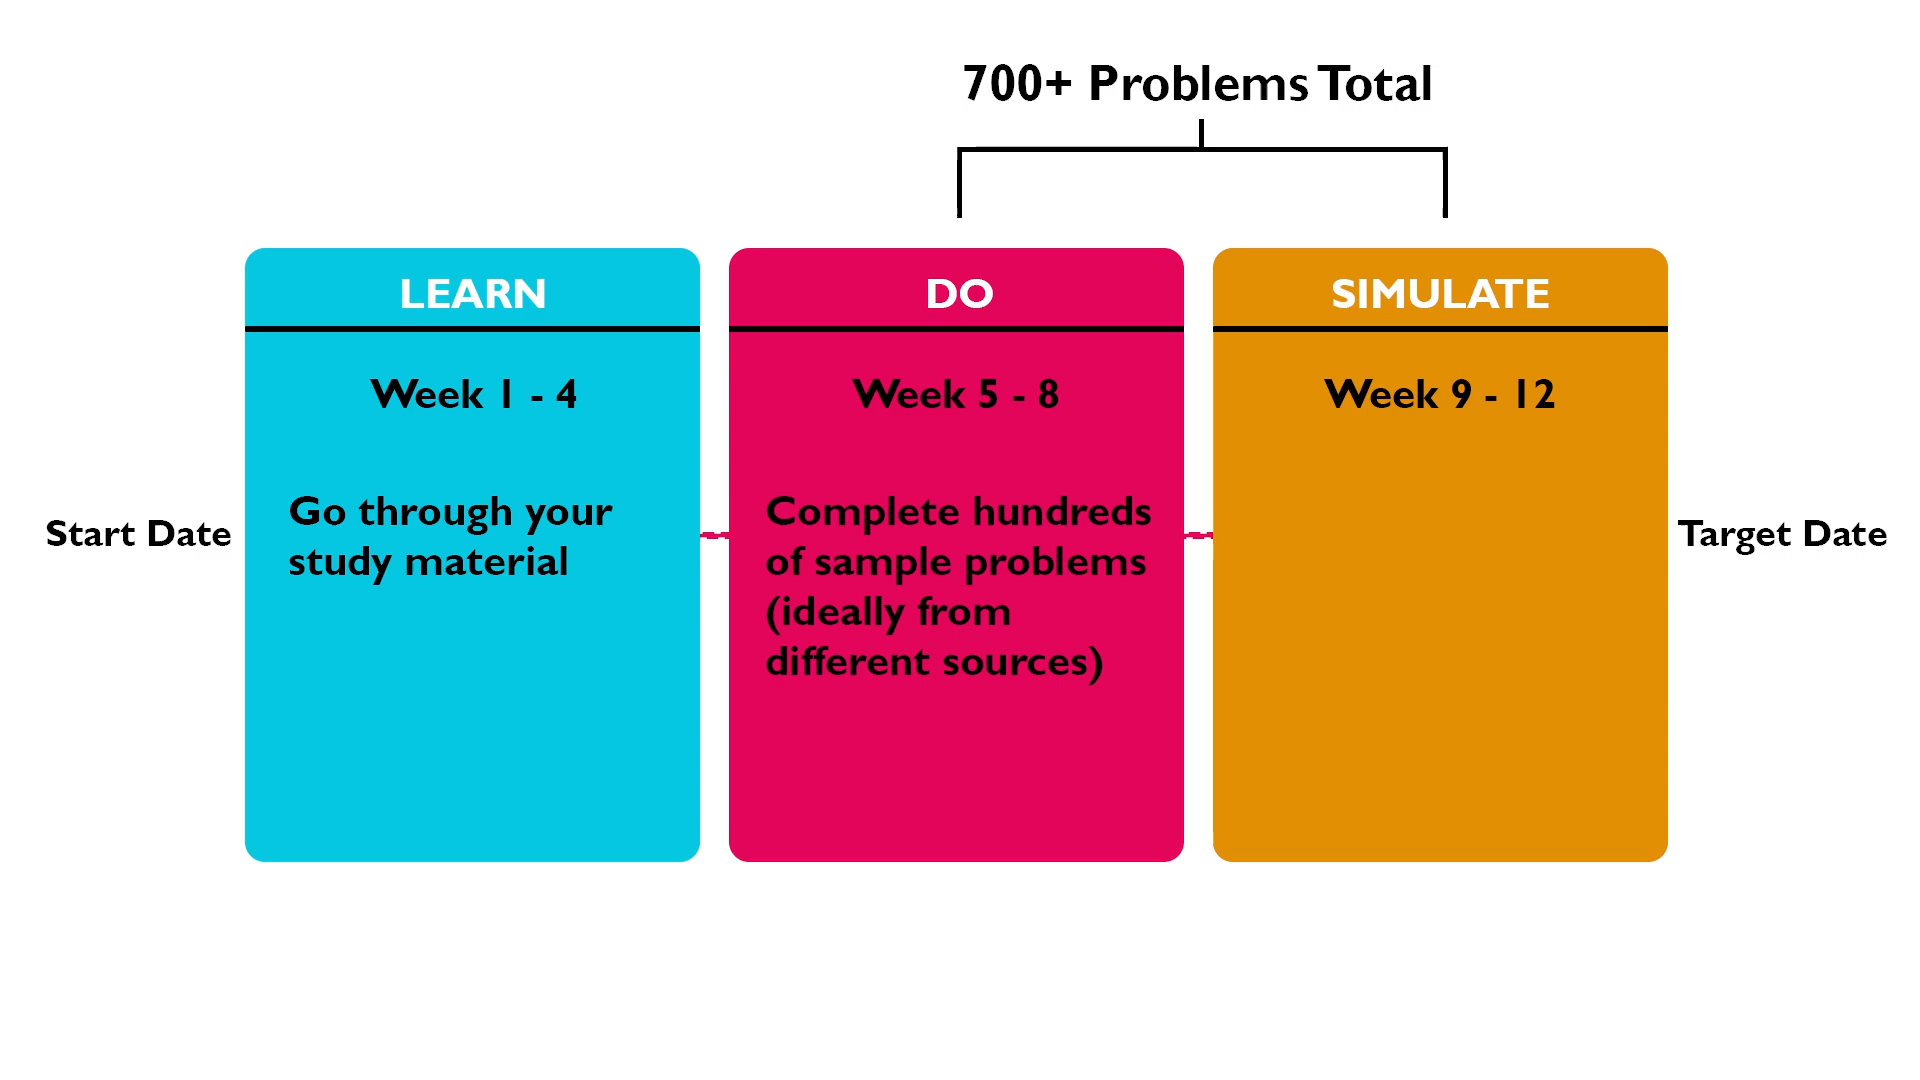 700+ Problems Total
LEARN
Week 1 - 4
Go through your
study material
DO
Week 5 - 8
Complete hundreds
of sample problems
(ideally from
different sources)
SIMULATE
Week 9 - 12
Start Date
Target Date